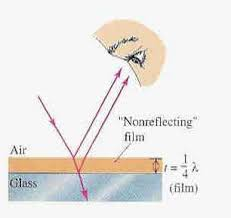 "Nonreflecting"
film
Air
t = 1/4 λ
Glass
(film)